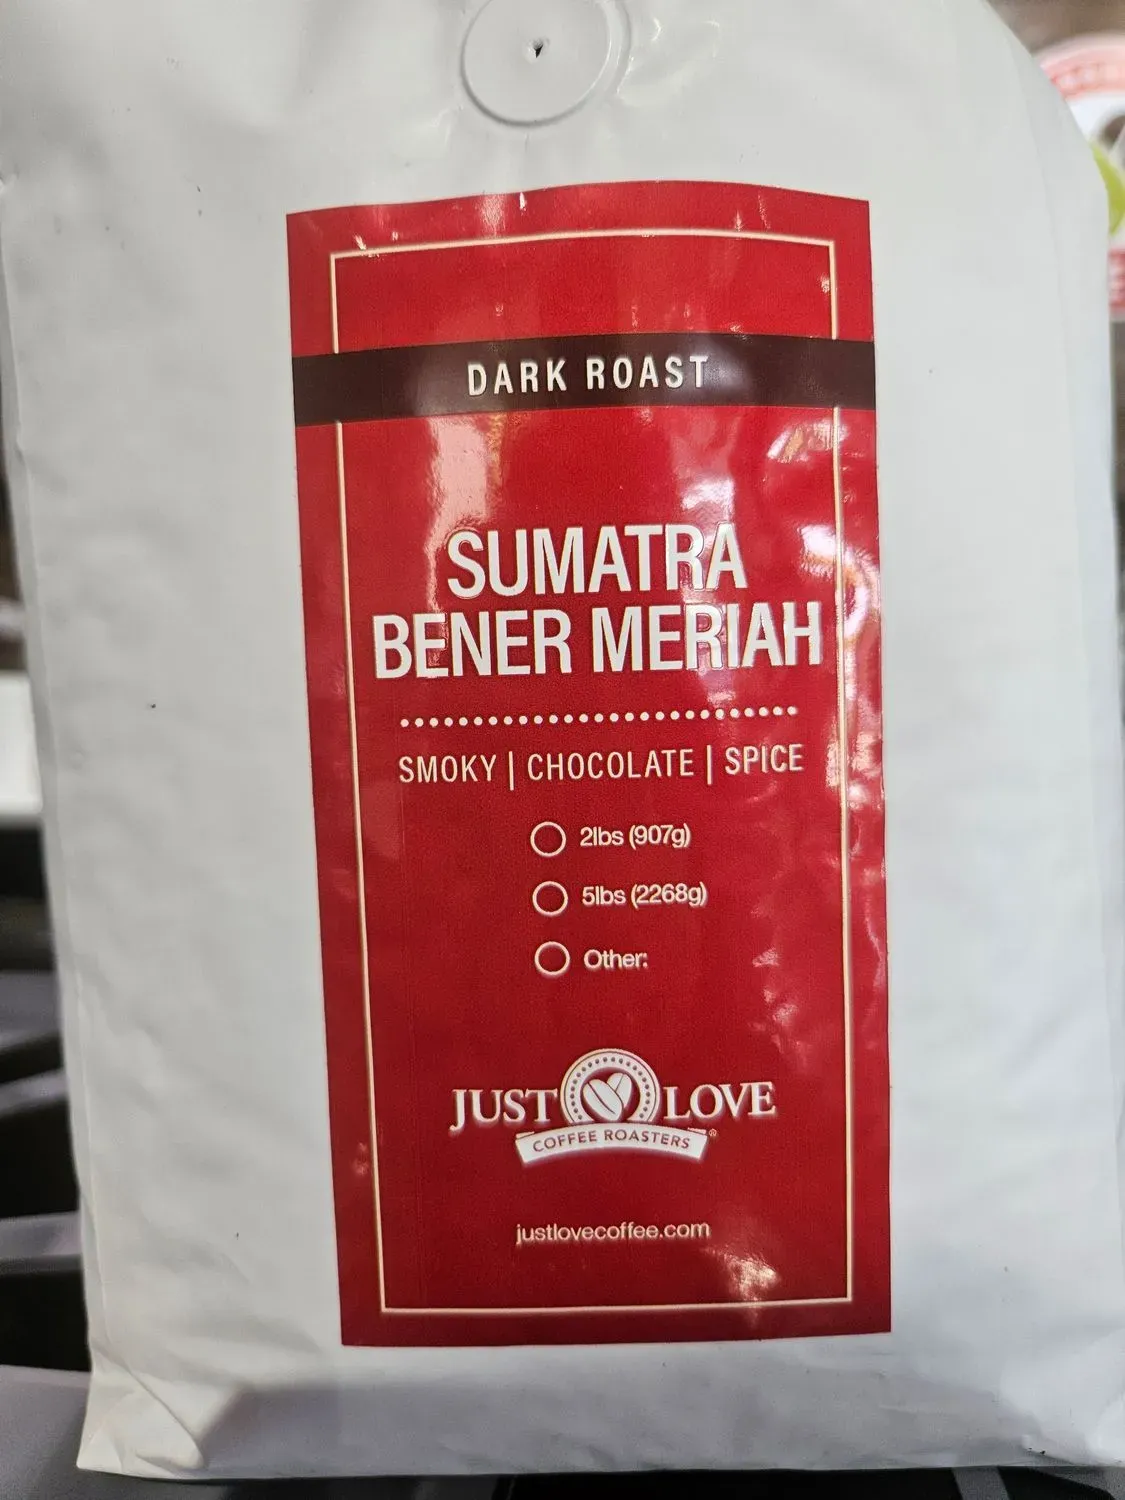 DARK ROAST
SUMATRA
BENER MERIAH
SMOKY | CHOCOLATE | SPICE
2lbs (907g)
5lbs (2268g)
Other:
JUST LOVE
COFFEE ROASTERS®
justlovecoffee.com